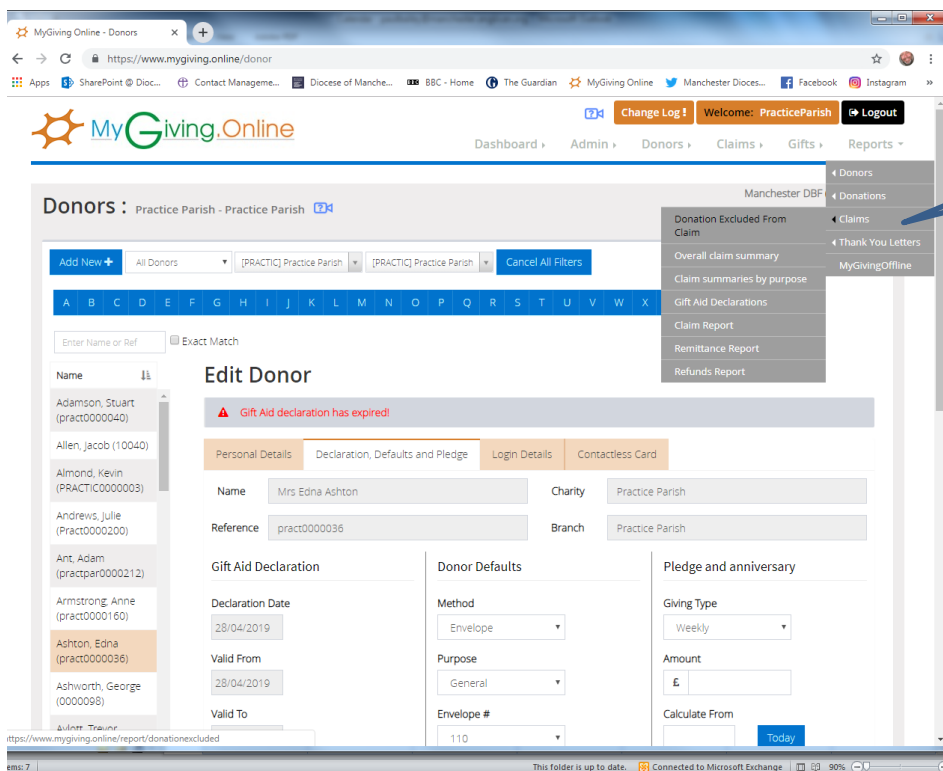 MyGiving Online - Donors
https://www.mygiving.online/donor
Apps SharePoint @ Dioc... Contact Manageme... Diocese of Manche... BBC - Home The Guardian MyGiving Online Manchester Dioces... Facebook Instagram »
MyGiving.Online
Change Log ! Welcome: PracticeParish Logout
Dashboard Admin Donors Claims Gifts Reports
Donors
Donations
Claims
Thank You Letters
MyGivingOffline
Donors : Practice Parish - Practice Parish
Manchester DBF
Donation Excluded From
Claim
Overall claim summary
Claim summaries by purpose
Gift Aid Declarations
Claim Report
Remittance Report
Refunds Report
Add New + All Donors [PRACTIC] Practice Parish [PRACTIC] Practice Parish Cancel All Filters
A B C D E F G H I J K L M N O P Q R S T U V W X
Enter Name or Ref Exact Match
Name
Adamson, Stuart
(pract0000040)
Allen, Jacob (10040)
Almond, Kevin
(PRACTIC0000003)
Andrews, Julie
(Pract0000200)
Ant, Adam
(practpar0000212)
Armstrong, Anne
(pract0000160)
Ashton, Edna
(pract0000036)
Ashworth, George
(0000098)
Aylott, Trevor
Edit Donor
Gift Aid declaration has expired!
Personal Details Declaration, Defaults and Pledge Login Details Contactless Card
Name Mrs Edna Ashton Charity Practice Parish
Reference pract0000036 Branch Practice Parish
Gift Aid Declaration Donor Defaults Pledge and anniversary
Declaration Date Method Giving Type
28/04/2019 Envelope Weekly
Valid From Purpose Amount
28/04/2019 General £
Valid To Envelope # Calculate From
110 Today
https://www.mygiving.online/report/donationexcluded
ems: 7 This folder is up to date. Connected to Microsoft Exchange 90%